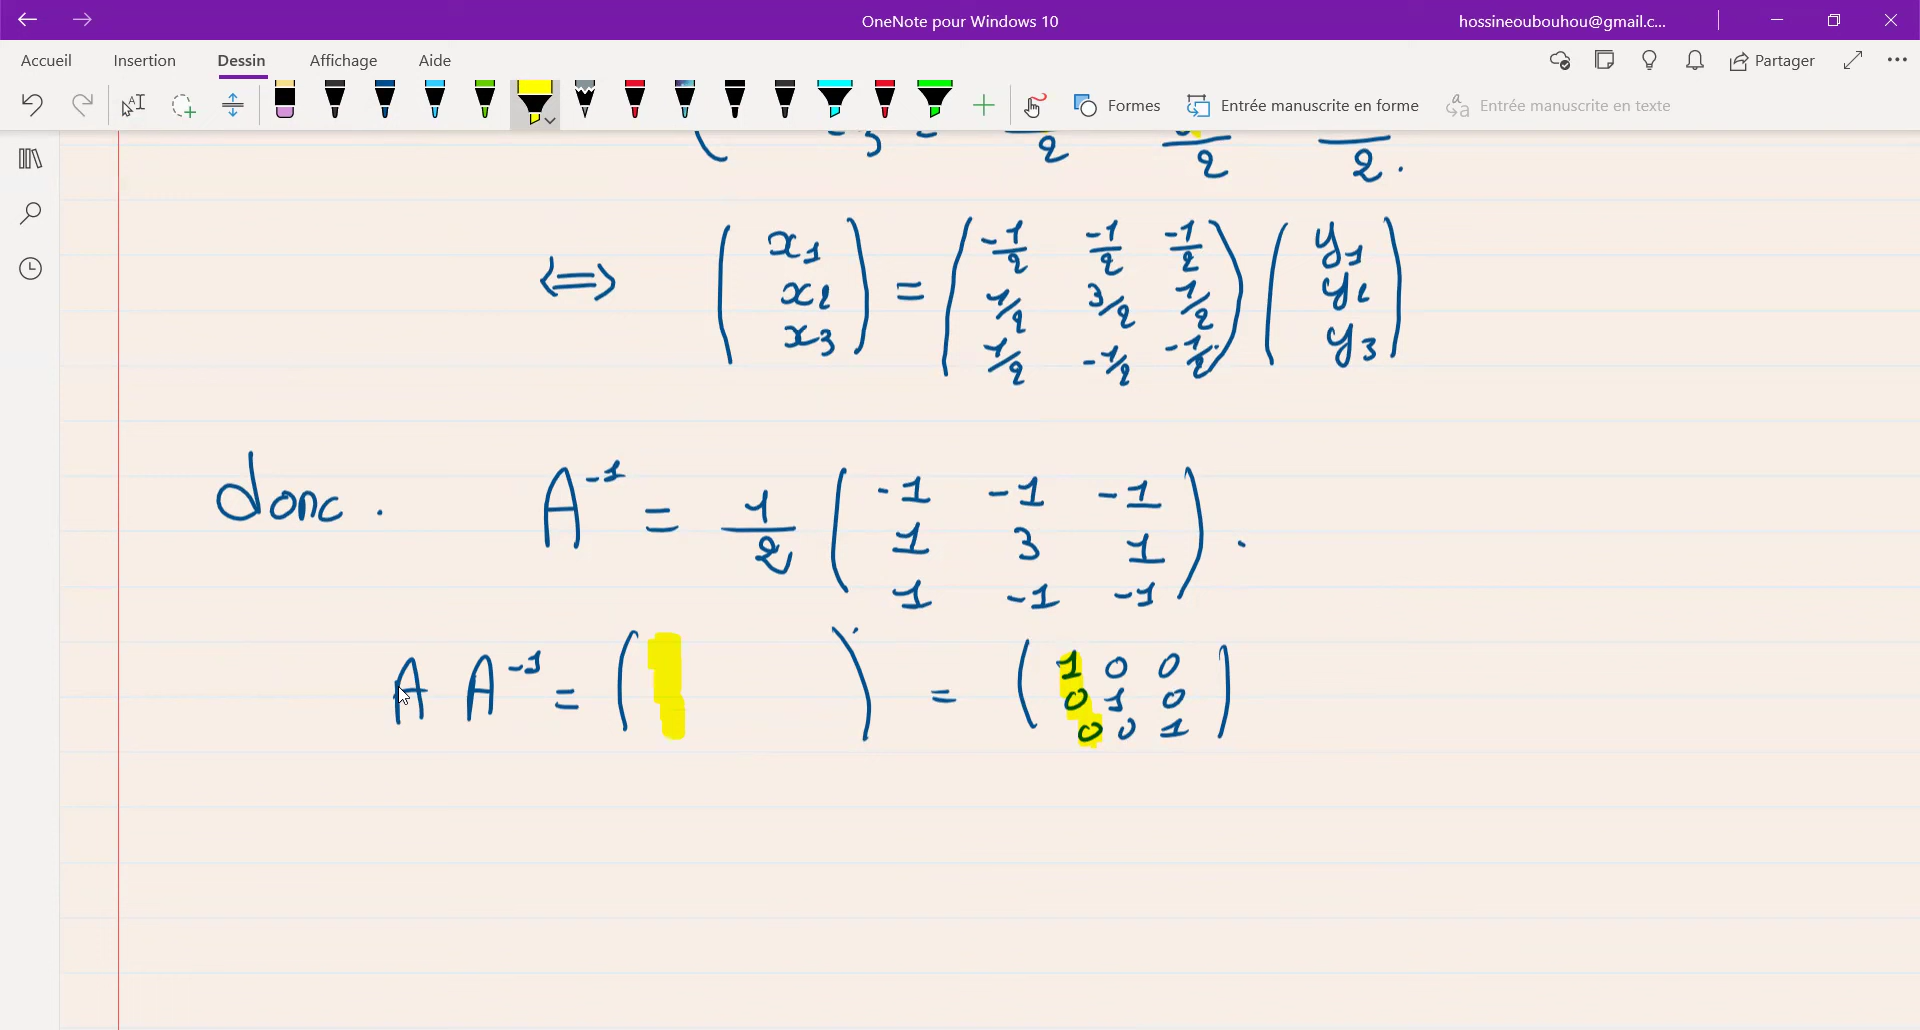 OneNote pour Windows 10
hossineoubouhou@gmail.c...
Accueil Insertion Dessin Affichage Aide Partager
Formes Entrée manuscrite en forme Entrée manuscrite en texte
2 2 2 .
⟺ ( x1 x2 x3 ) = ( -1/2 -1/2 -1/2
1/2 3/2 1/2
1/2 -1/2 -1/2 ) ( y1 y2 y3 )
donc . A⁻¹ = 1/2 ( -1 -1 -1
1 3 1
1 -1 -1 ) .
A A⁻¹ = ( ) = ( 1 0 0
0 1 0
0 0 1 )